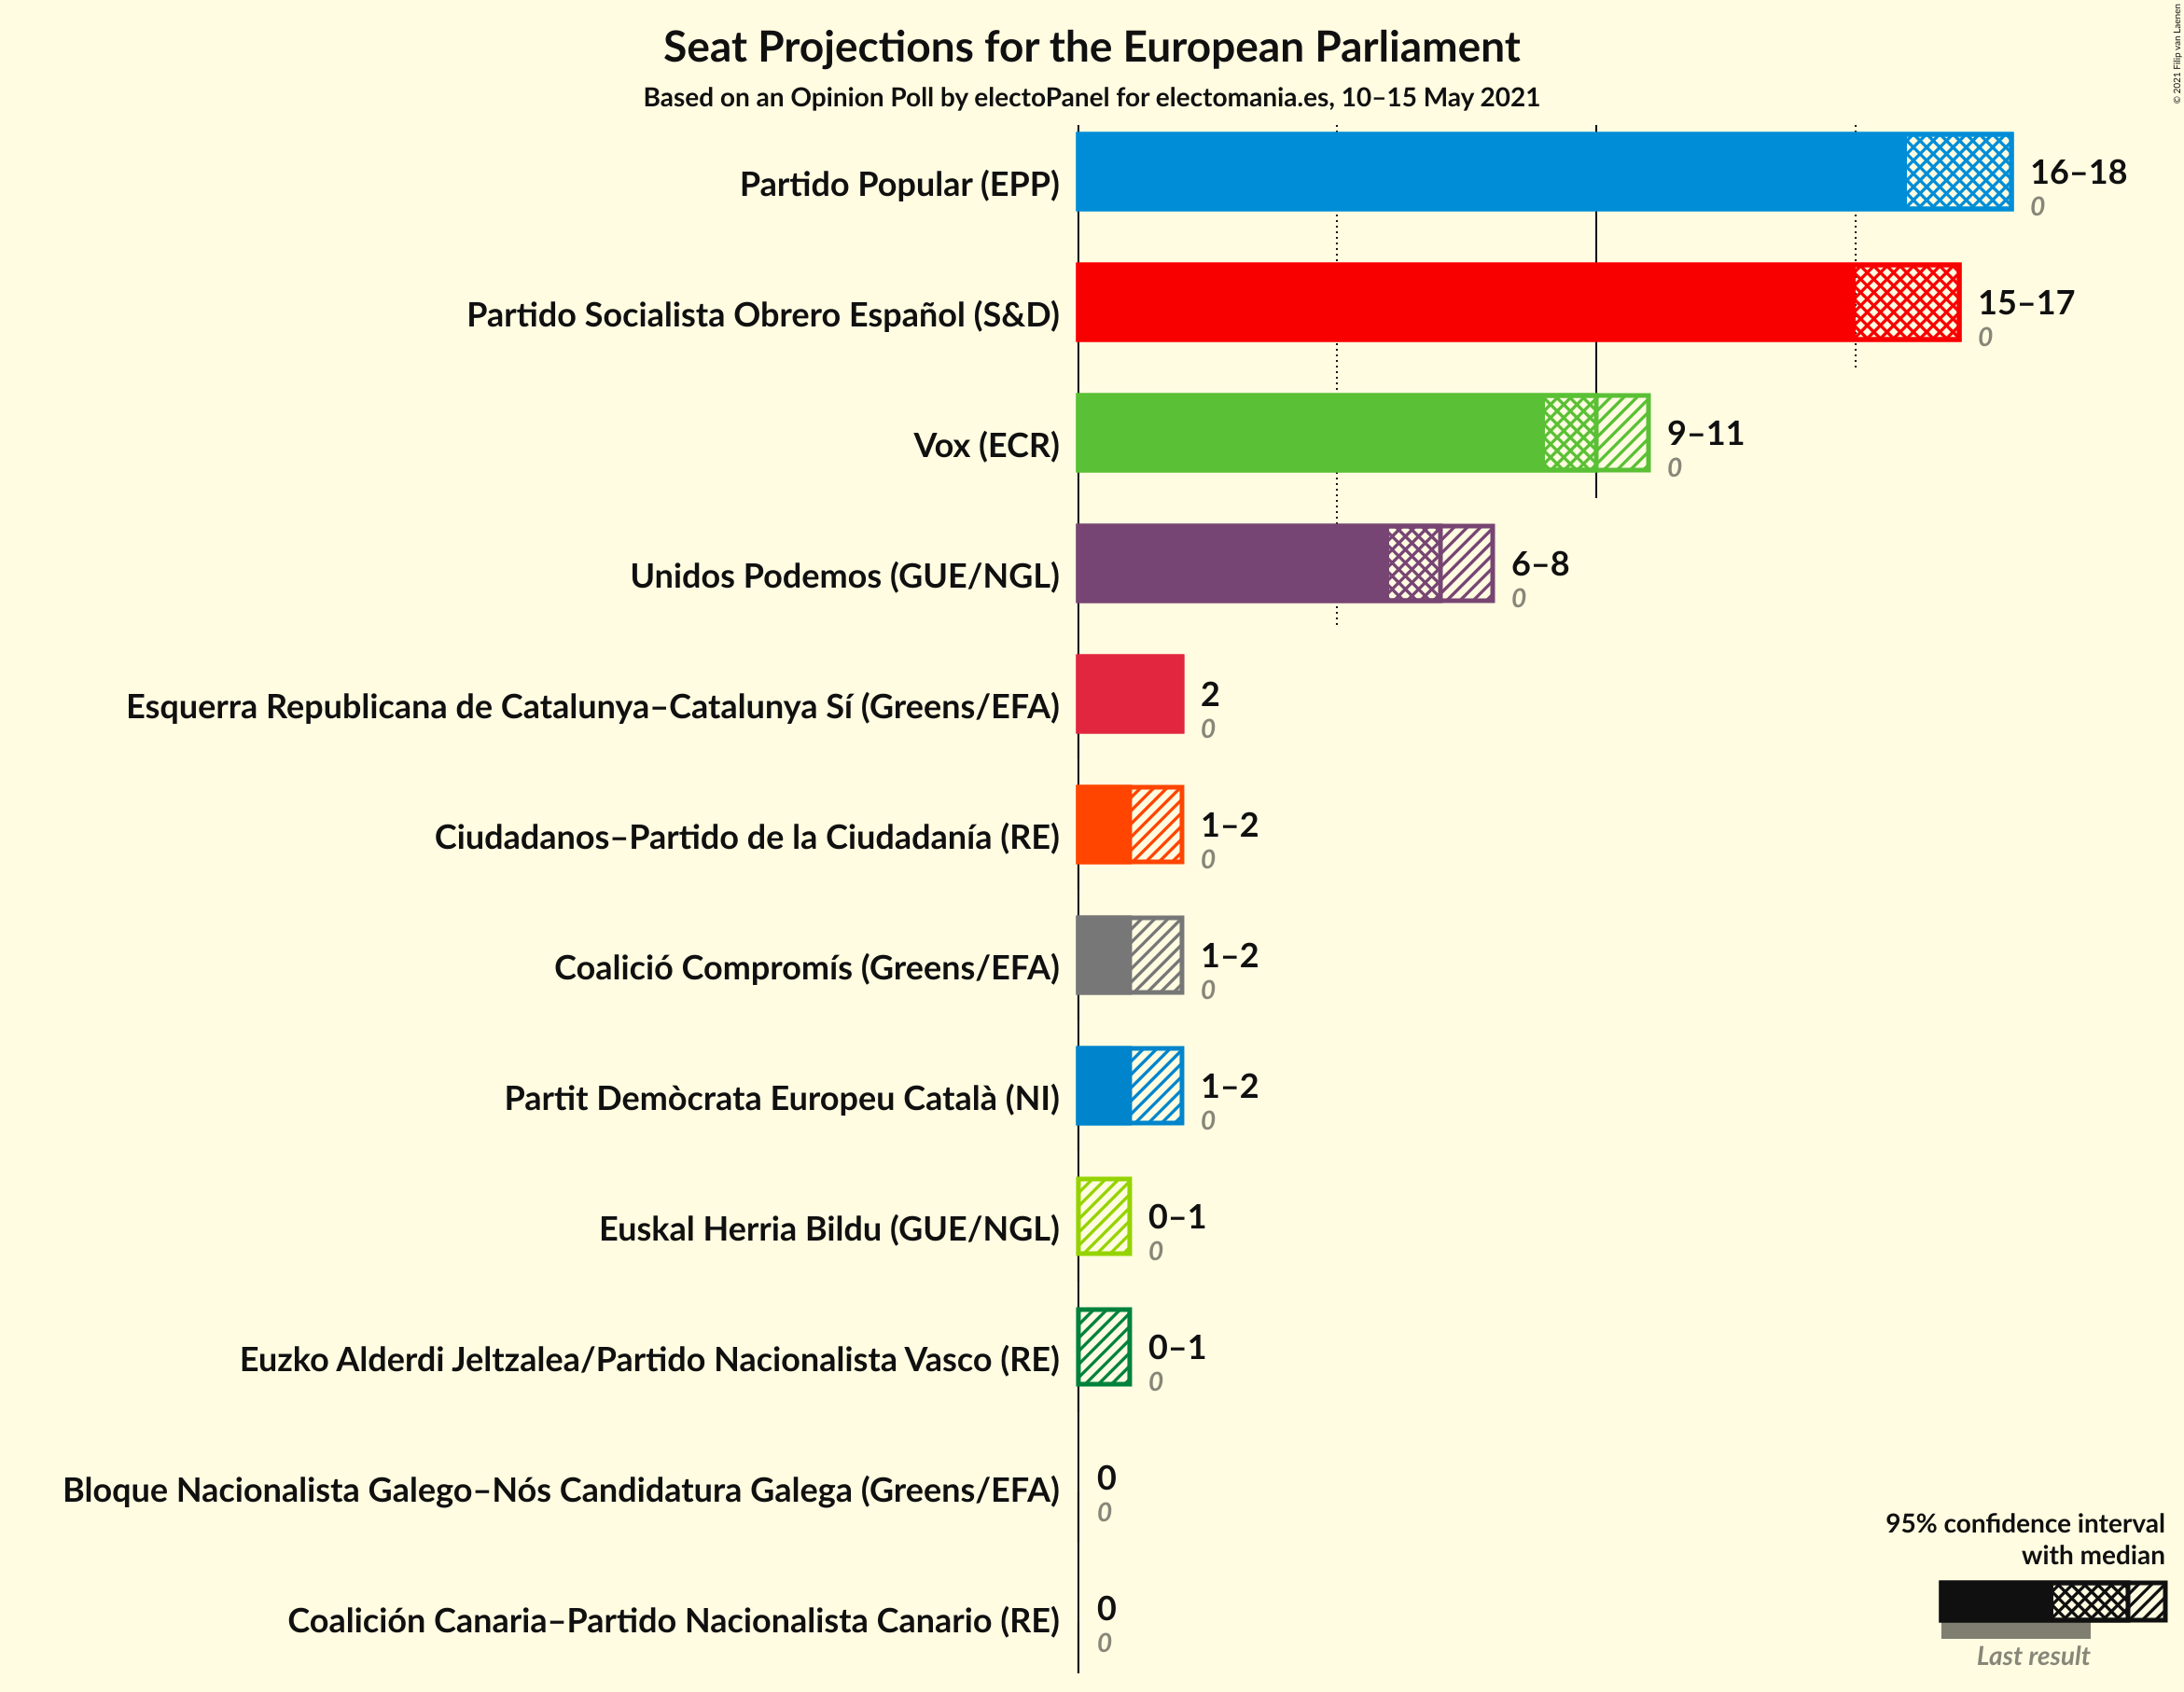 Seat Projections for the European Parliament
Based on an Opinion Poll by electoPanel for electomania.es, 10–15 May 2021
© 2021 Filip van Laenen
Partido Popular (EPP)
16–18
0
Partido Socialista Obrero Español (S&D)
15–17
0
Vox (ECR)
9–11
0
Unidos Podemos (GUE/NGL)
6–8
0
Esquerra Republicana de Catalunya–Catalunya Sí (Greens/EFA)
2
0
Ciudadanos–Partido de la Ciudadanía (RE)
1–2
0
Coalició Compromís (Greens/EFA)
1–2
0
Partit Demòcrata Europeu Català (NI)
1–2
0
Euskal Herria Bildu (GUE/NGL)
0–1
0
Euzko Alderdi Jeltzalea/Partido Nacionalista Vasco (RE)
0–1
0
Bloque Nacionalista Galego–Nós Candidatura Galega (Greens/EFA)
0
0
Coalición Canaria–Partido Nacionalista Canario (RE)
0
0
95% confidence interval
with median
Last result